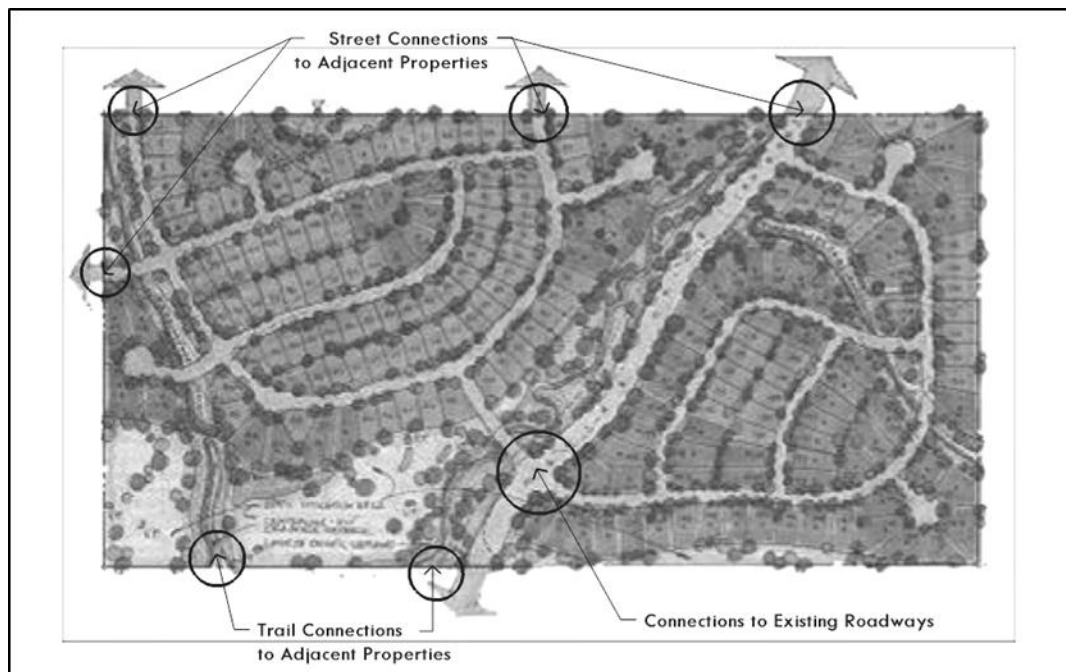 Street Connections
to Adjacent Properties
Connections to Existing Roadways
Trail Connections
to Adjacent Properties